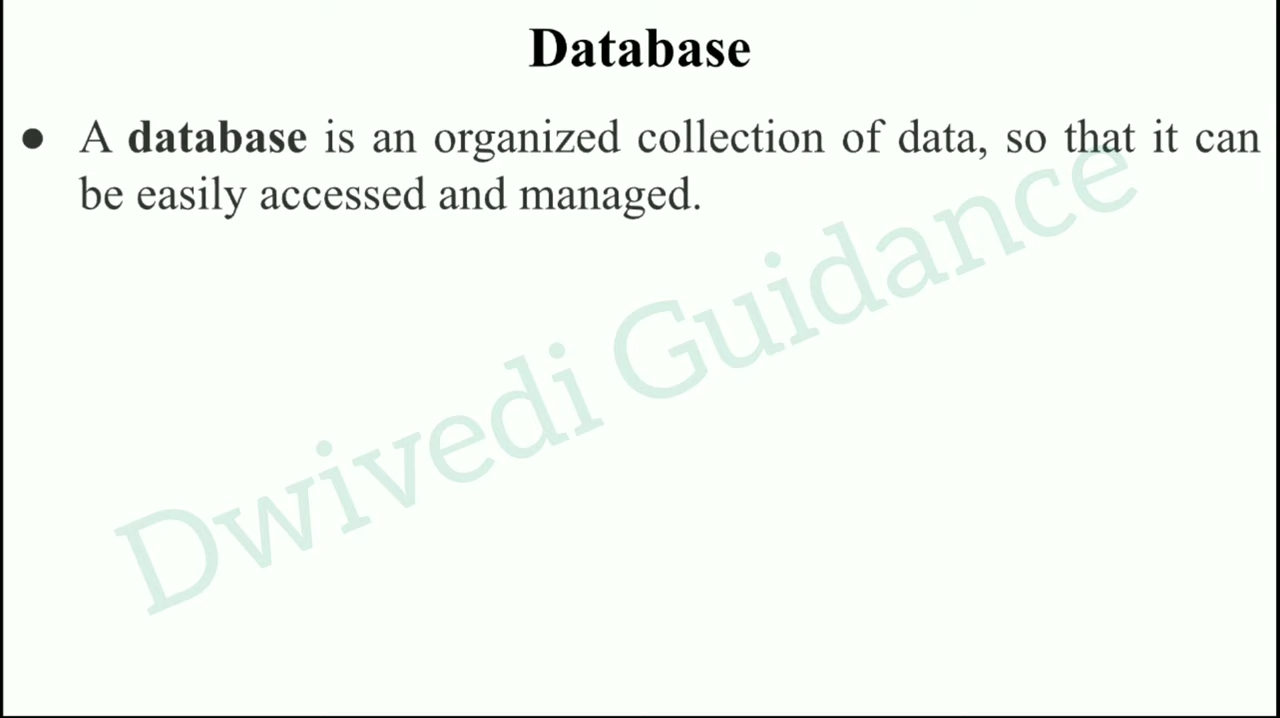 Database
● A database is an organized collection of data, so that it can
be easily accessed and managed.
Dwivedi Guidance